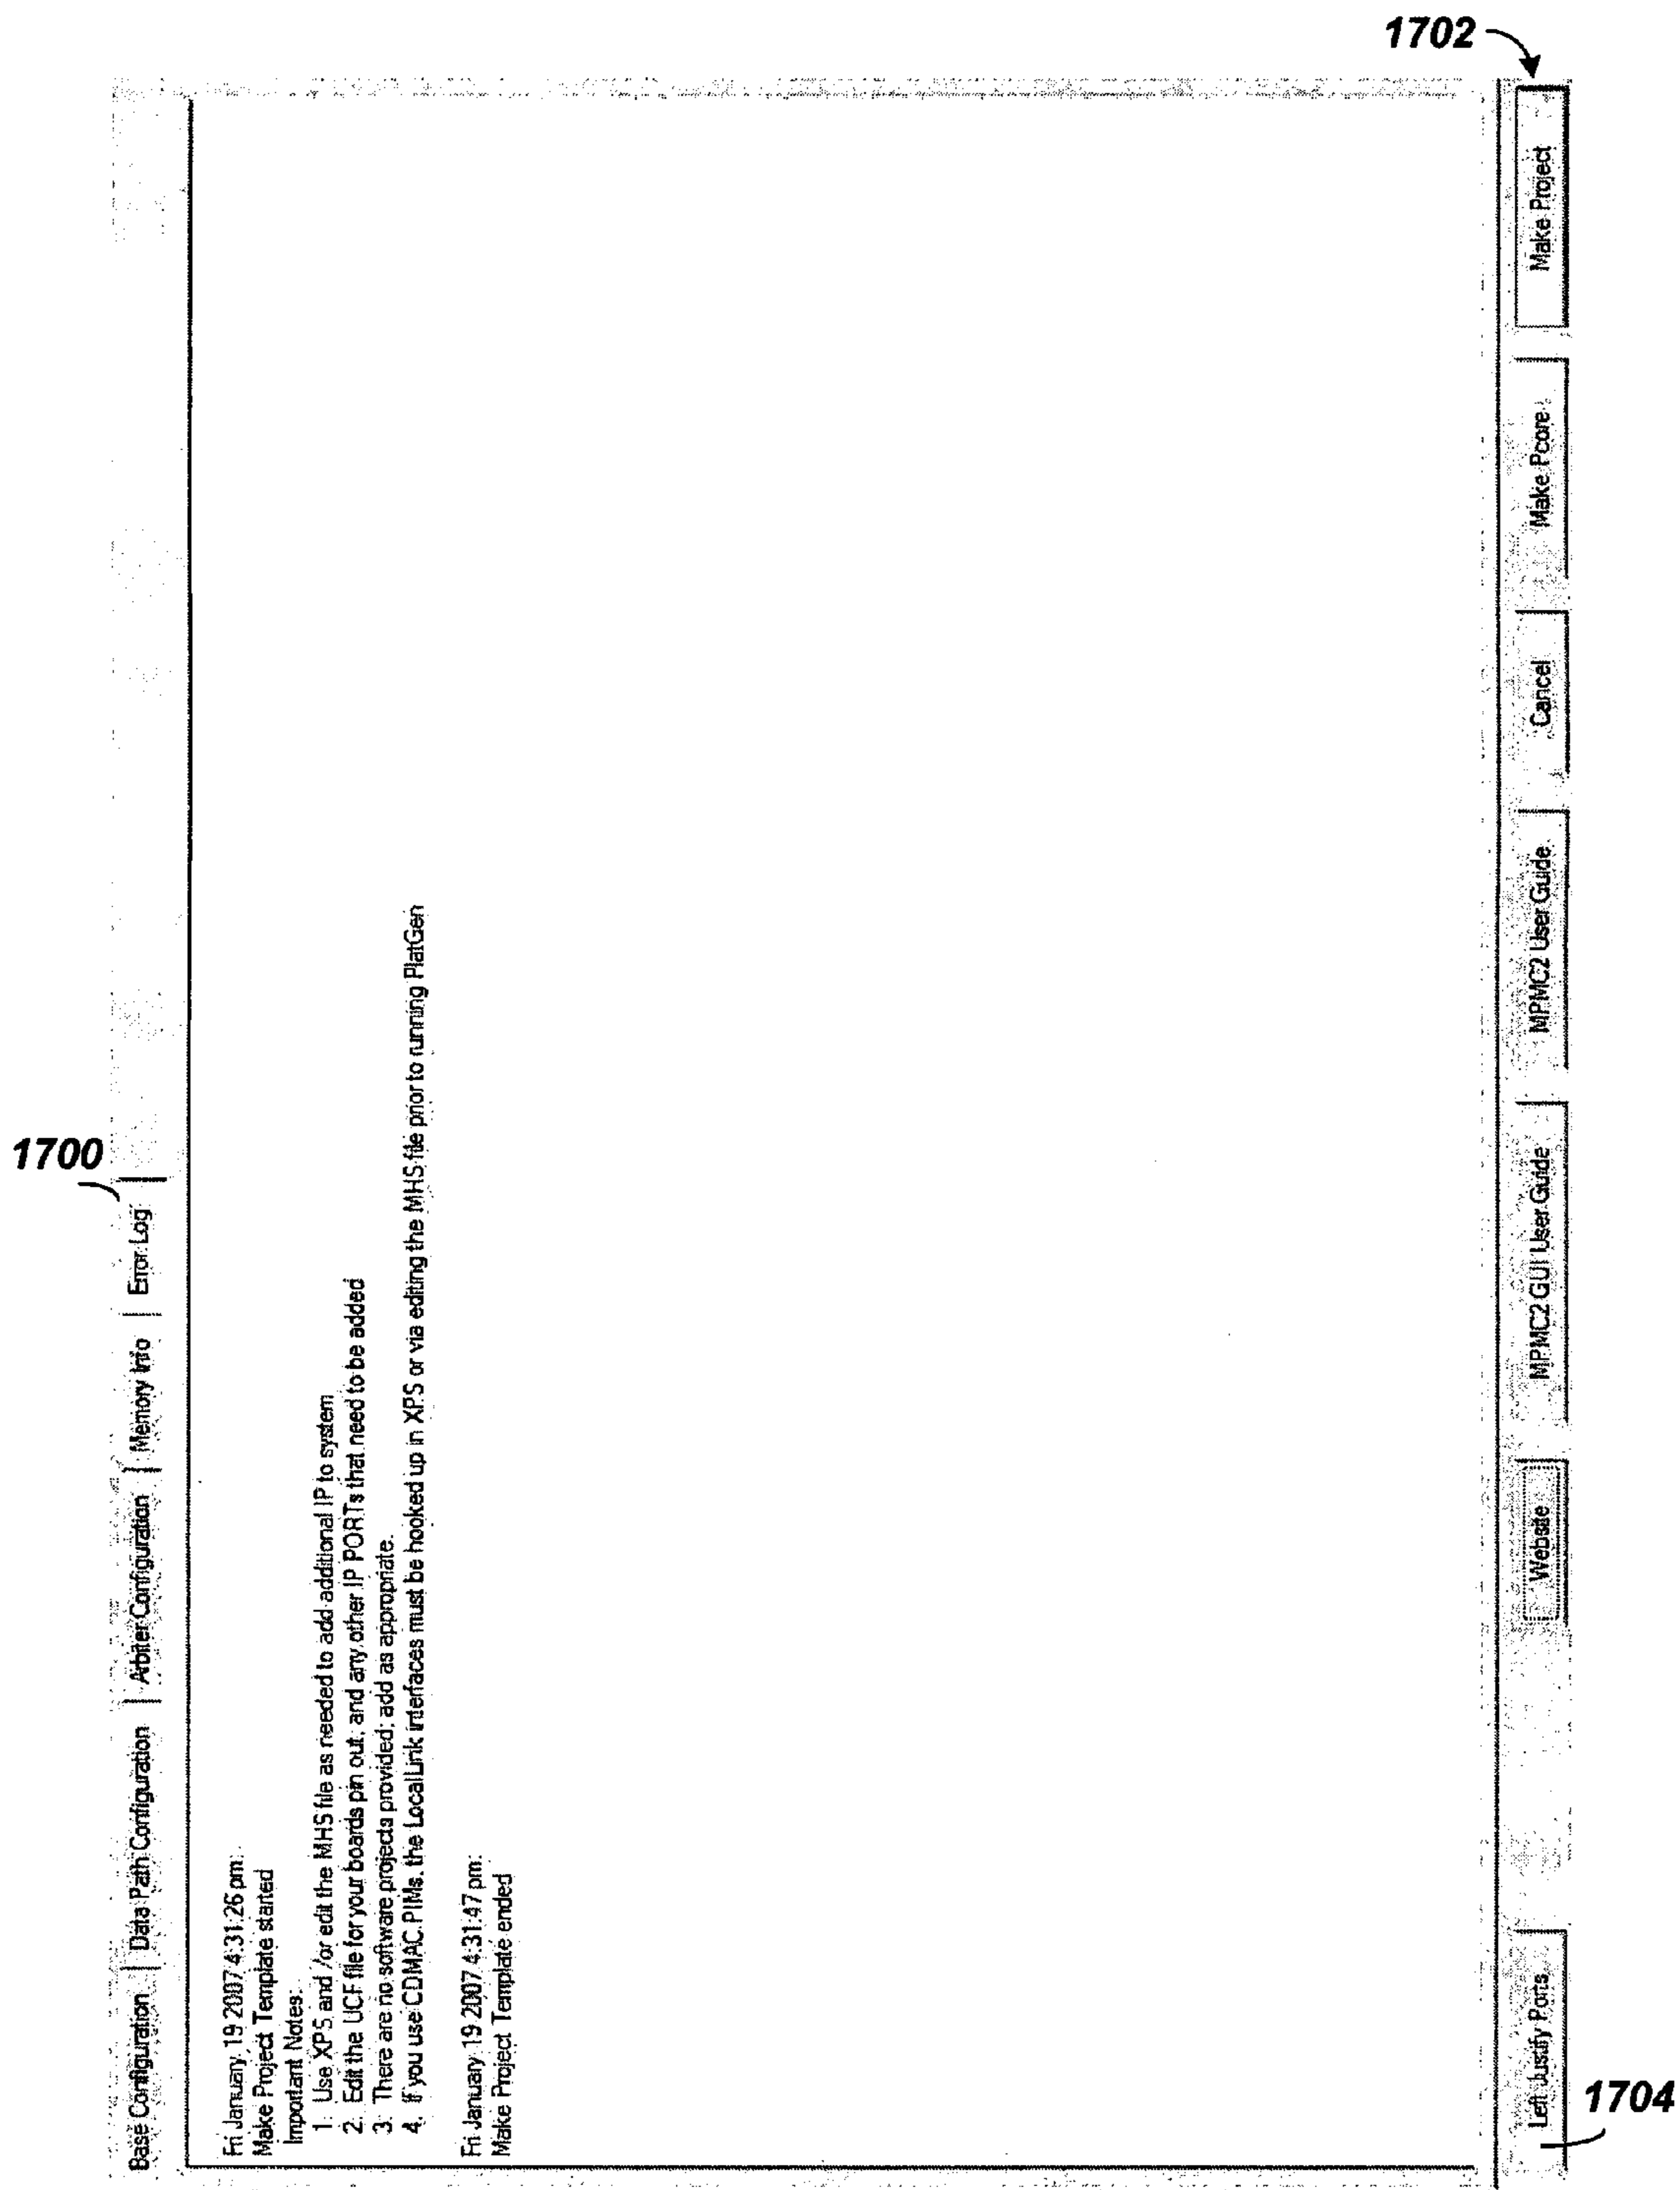 1702
1700
Base Configuration
Data Path Configuration
Arbiter Configuration
Memory Info
Error Log
Fri January 19 2007 4:31:26 pm:
Make Project Template started
Important Notes:
1. Use XPS and /or edit the MHS file as needed to add additional IP to system
2. Edit the UCF file for your boards pin out, and any other IP PORTs that need to be added
3. There are no software projects provided; add as appropriate.
4. If you use CDMAC PIMs, the LocalLink interfaces must be hooked up in XPS or via editing the MHS file prior to running PlatGen
Fri January 19 2007 4:31:47 pm:
Make Project Template ended
Left Justify Ports
Website
MPMC2 GUI User Guide
MPMC2 User Guide
Cancel
Make Pcore
Make Project
1704